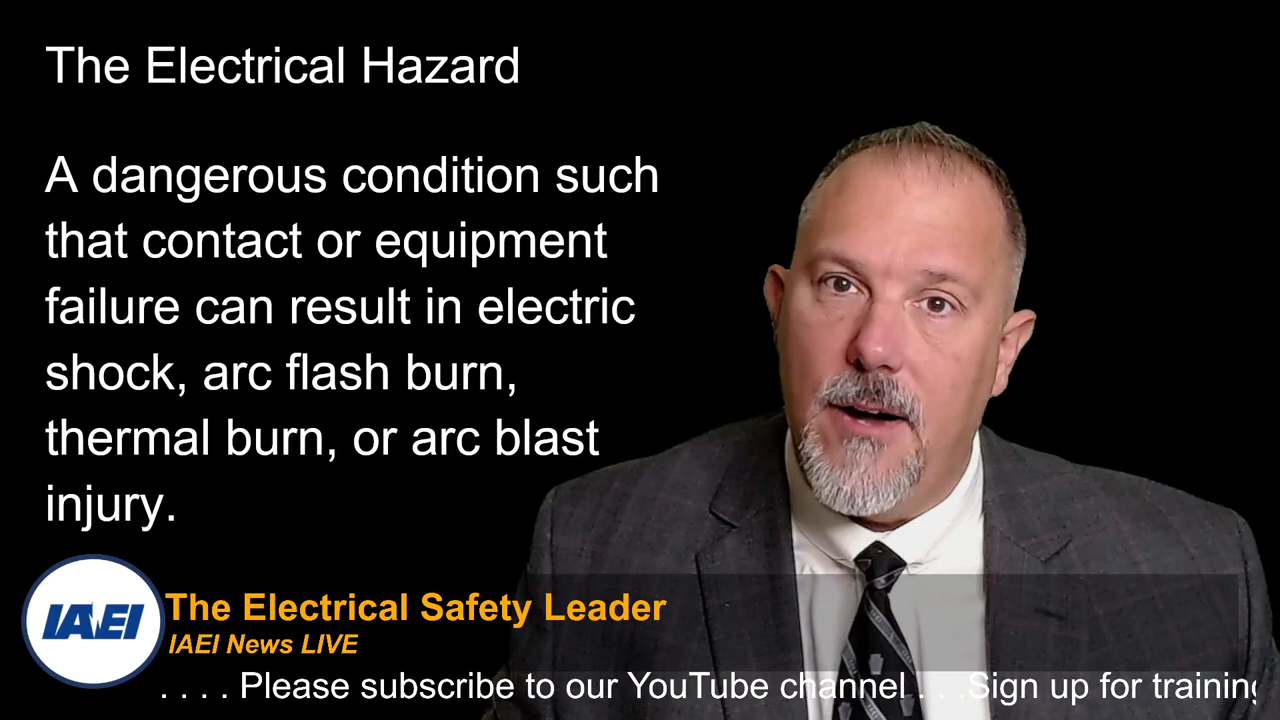 The Electrical Hazard
A dangerous condition such
that contact or equipment
failure can result in electric
shock, arc flash burn,
thermal burn, or arc blast
injury.
IAEI
The Electrical Safety Leader
IAEI News LIVE
. . . . Please subscribe to our YouTube channel . . .Sign up for training